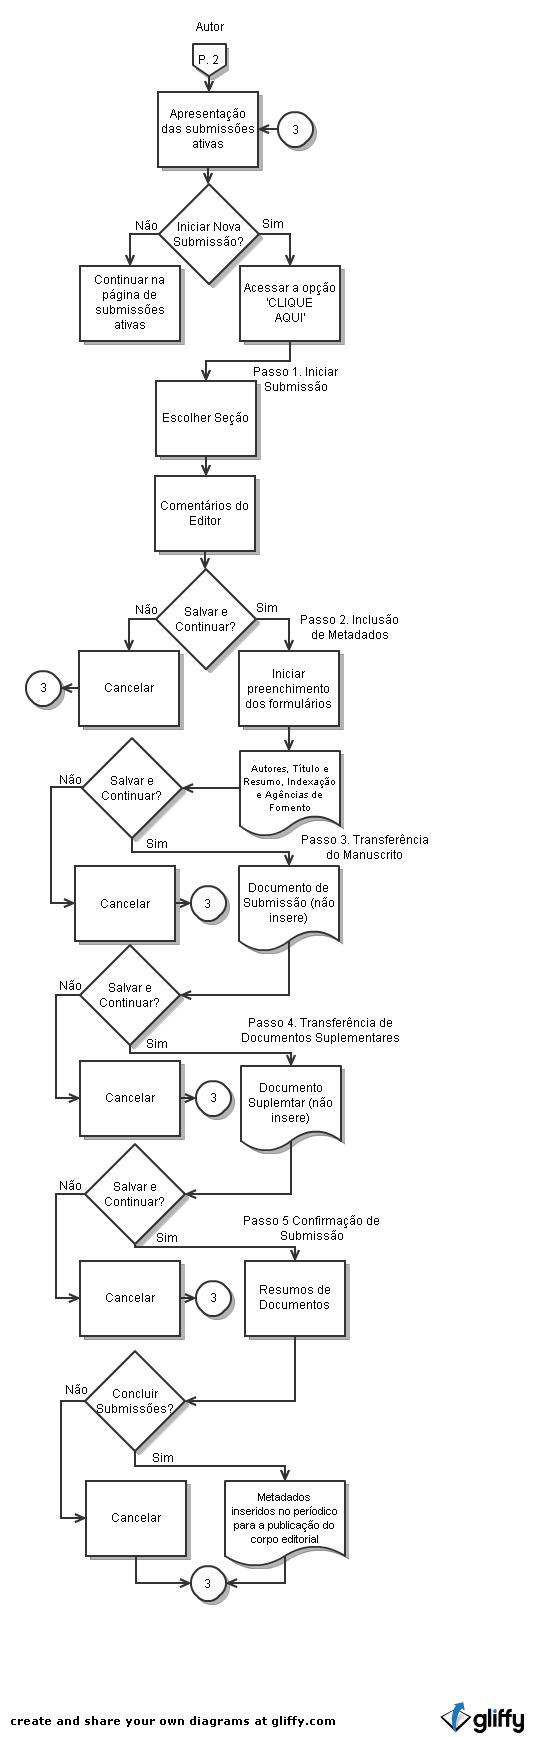 Autor
P. 2
Apresentação
das submissões
ativas
3
Iniciar Nova
Submissão?
Não
Sim
Continuar na
página de
submissões
ativas
Acessar a opção
'CLIQUE
AQUI'
Passo 1. Iniciar
Submissão
Escolher Seção
Comentários do
Editor
Salvar e
Continuar?
Não
Sim
Passo 2. Inclusão
de Metadados
3
Cancelar
Iniciar
preenchimento
dos formulários
Autores, Título e
Resumo, Indexação
e Agências de
Fomento
Salvar e
Continuar?
Não
Sim
Passo 3. Transferência
do Manuscrito
Cancelar
3
Documento de
Submissão (não
insere)
Salvar e
Continuar?
Não
Sim
Passo 4. Transferência de
Documentos Suplementares
Cancelar
3
Documento
Suplemtar (não
insere)
Salvar e
Continuar?
Não
Sim
Passo 5 Confirmação de
Submissão
Cancelar
3
Resumos de
Documentos
Concluir
Submissões?
Não
Sim
Cancelar
Metadados
inseridos no períodico
para a publicação do
corpo editorial
3
create and share your own diagrams at gliffy.com
gliffy